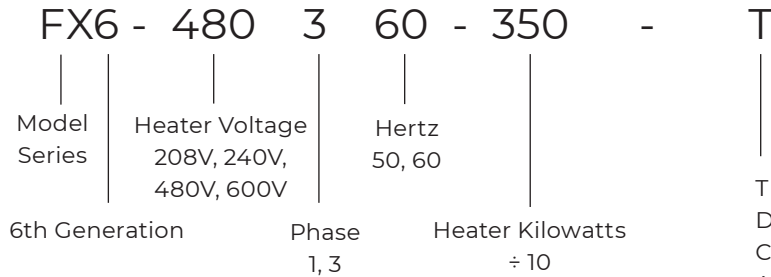 FX6 - 480 3 60 - 350 - T
Model
Series
Heater Voltage
208V, 240V,
480V, 600V
Hertz
50, 60
6th Generation
Phase
1, 3
Heater Kilowatts
÷ 10
T
D
C